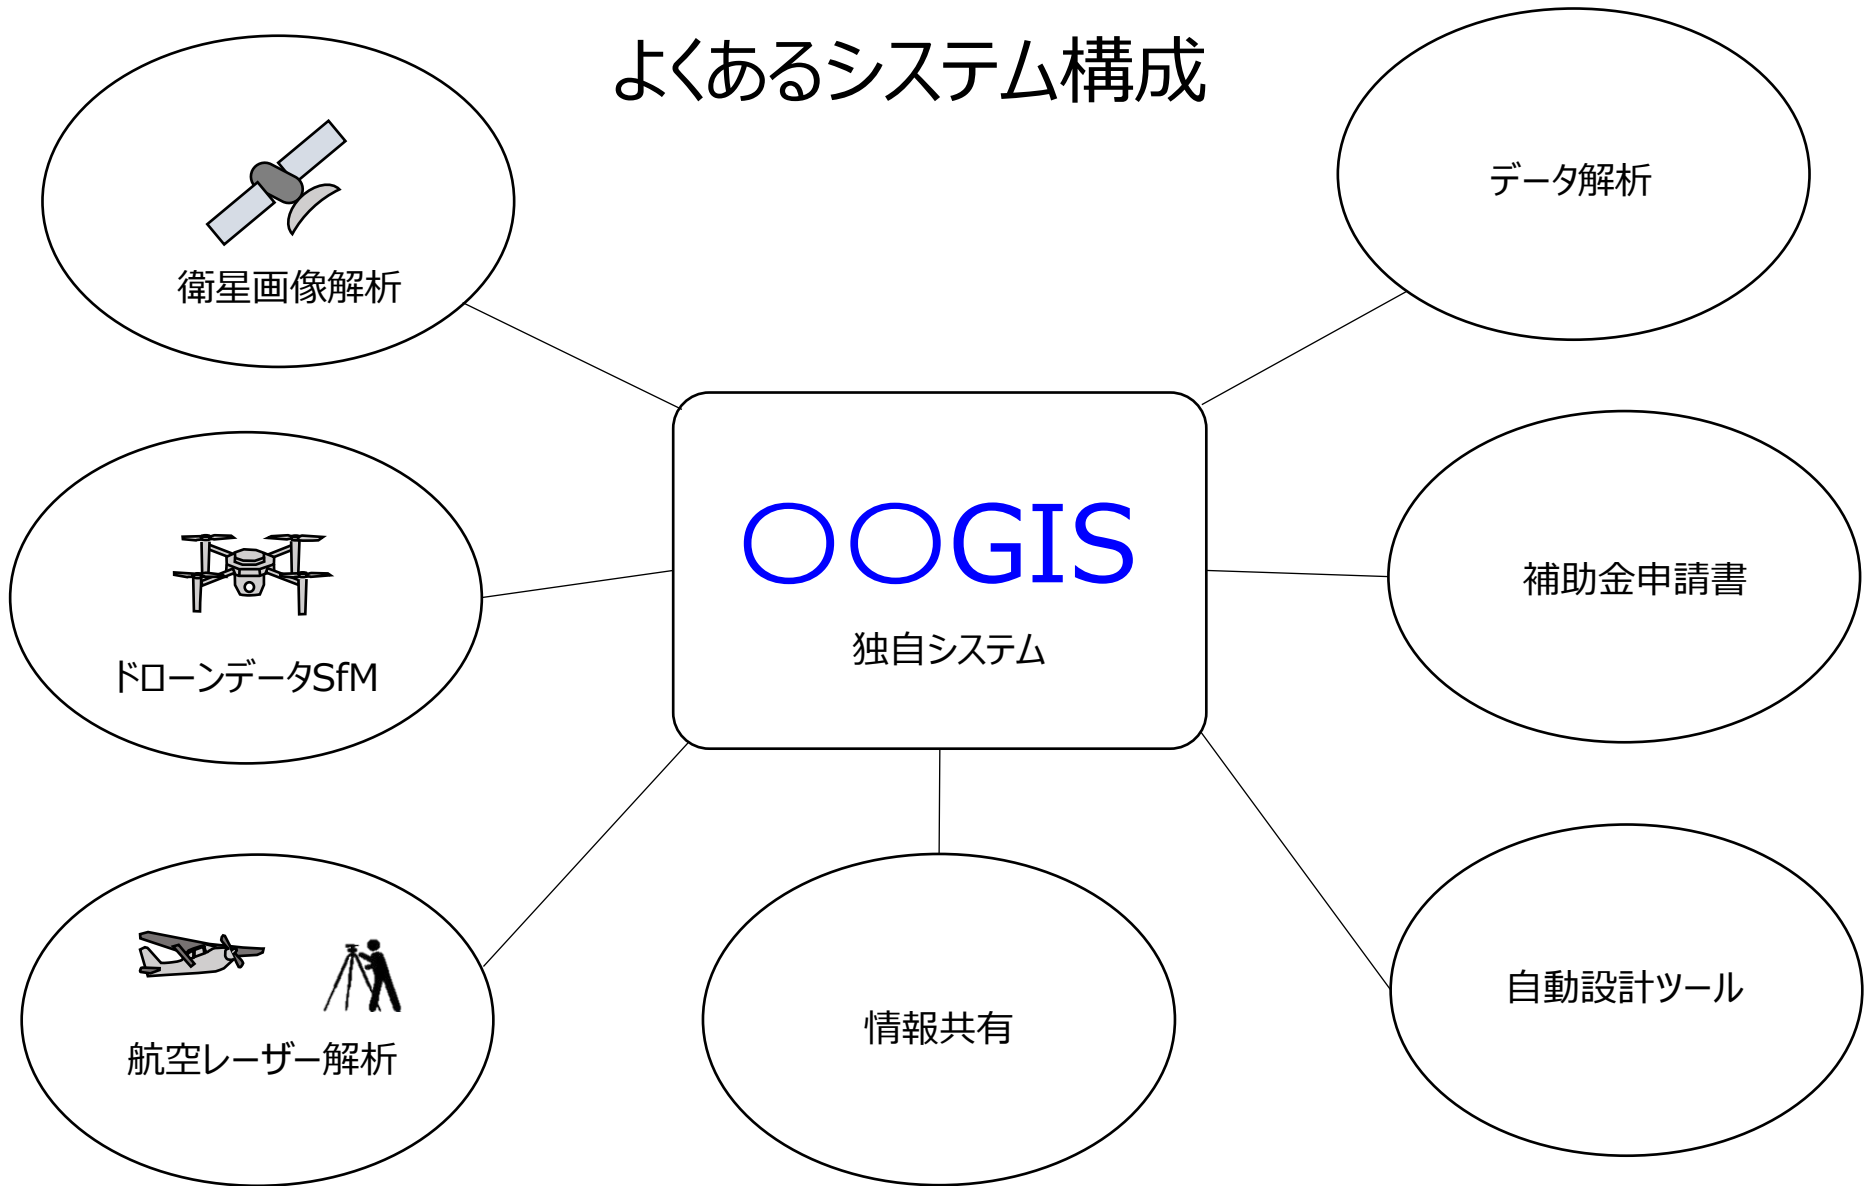 よくあるシステム構成
衛星画像解析
データ解析
〇〇GIS
独自システム
ドローンデータSfM
補助金申請書
航空レーザー解析
情報共有
自動設計ツール